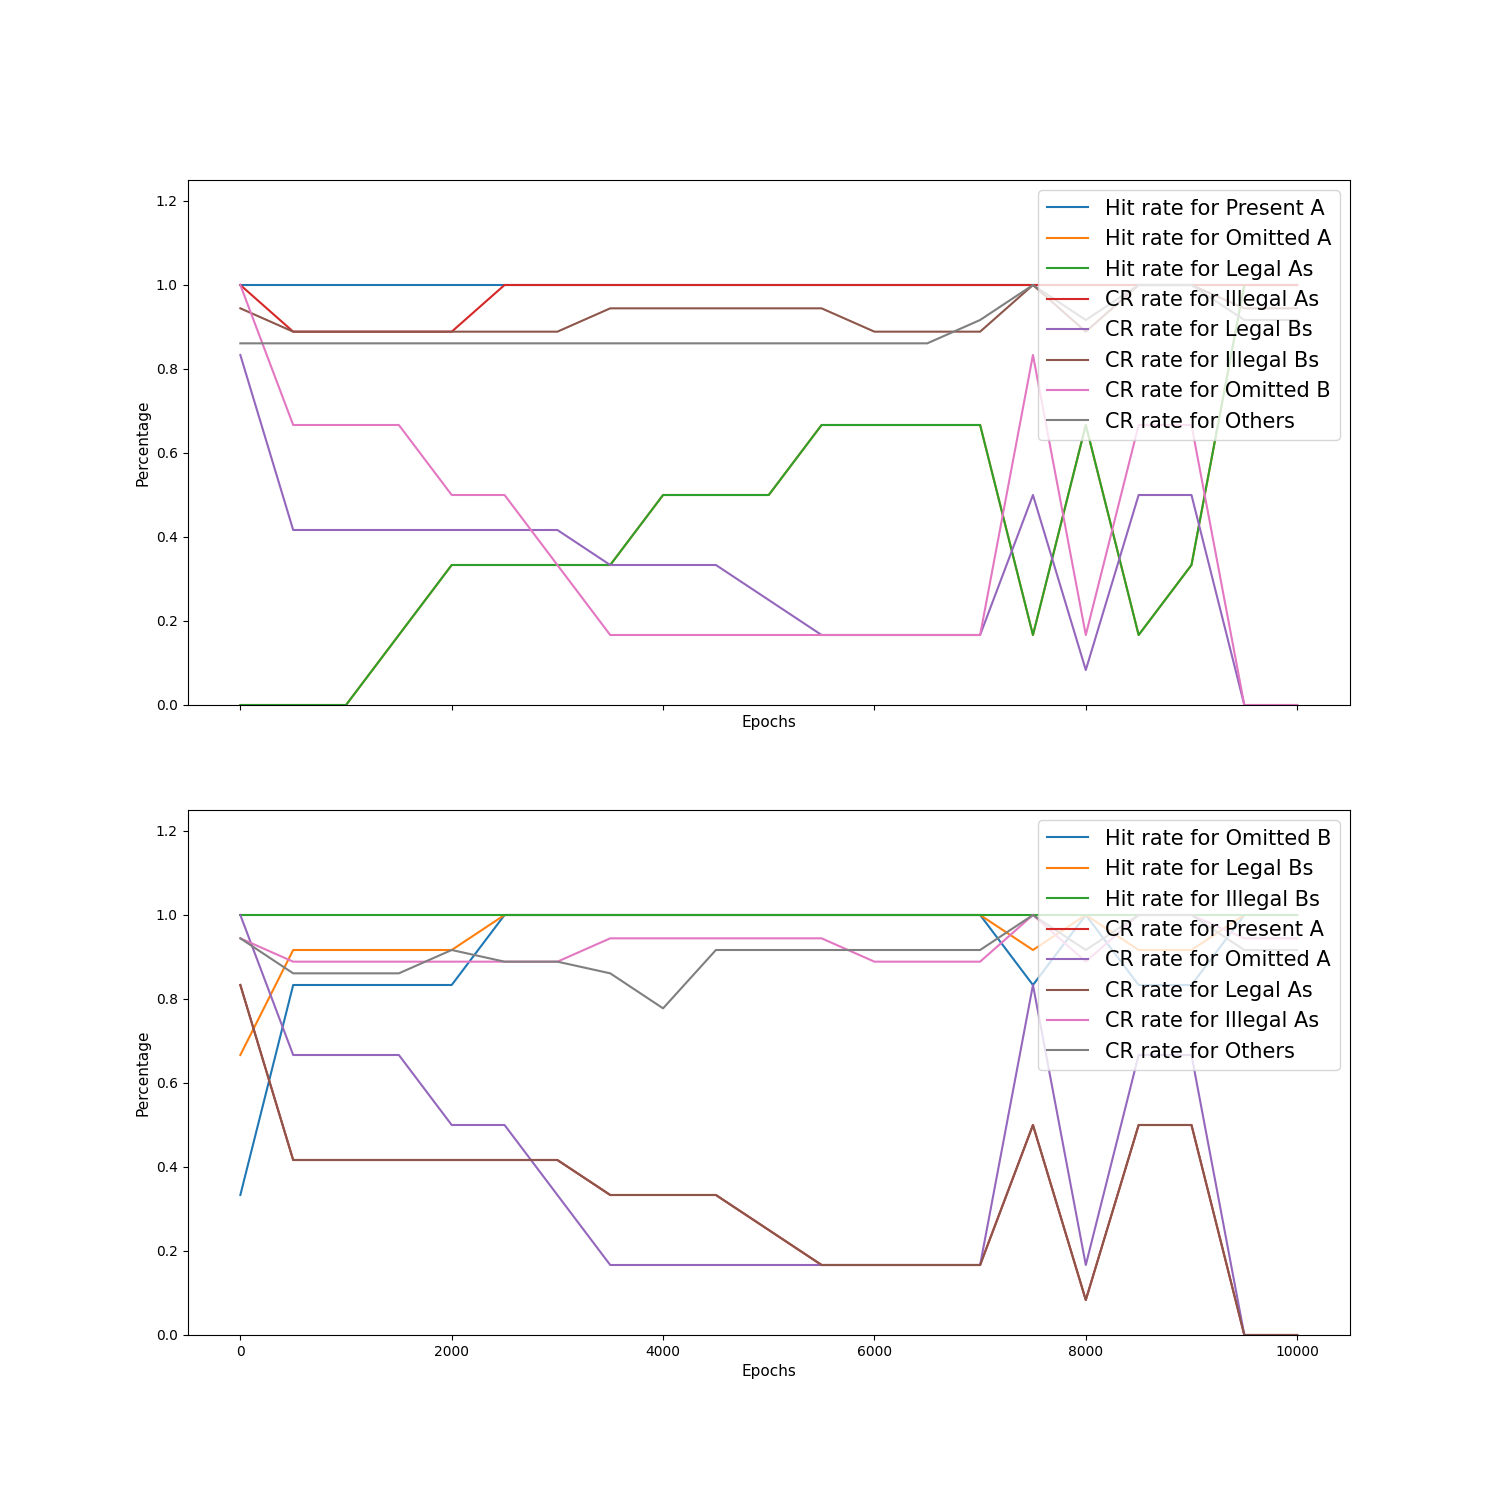 1.2
1.0
0.8
0.6
0.4
0.2
0.0
Percentage
Epochs
Hit rate for Present A
Hit rate for Omitted A
Hit rate for Legal As
CR rate for Illegal As
CR rate for Legal Bs
CR rate for Illegal Bs
CR rate for Omitted B
CR rate for Others
1.2
1.0
0.8
0.6
0.4
0.2
0.0
Percentage
0 2000 4000 6000 8000 10000
Epochs
Hit rate for Omitted B
Hit rate for Legal Bs
Hit rate for Illegal Bs
CR rate for Present A
CR rate for Omitted A
CR rate for Legal As
CR rate for Illegal As
CR rate for Others